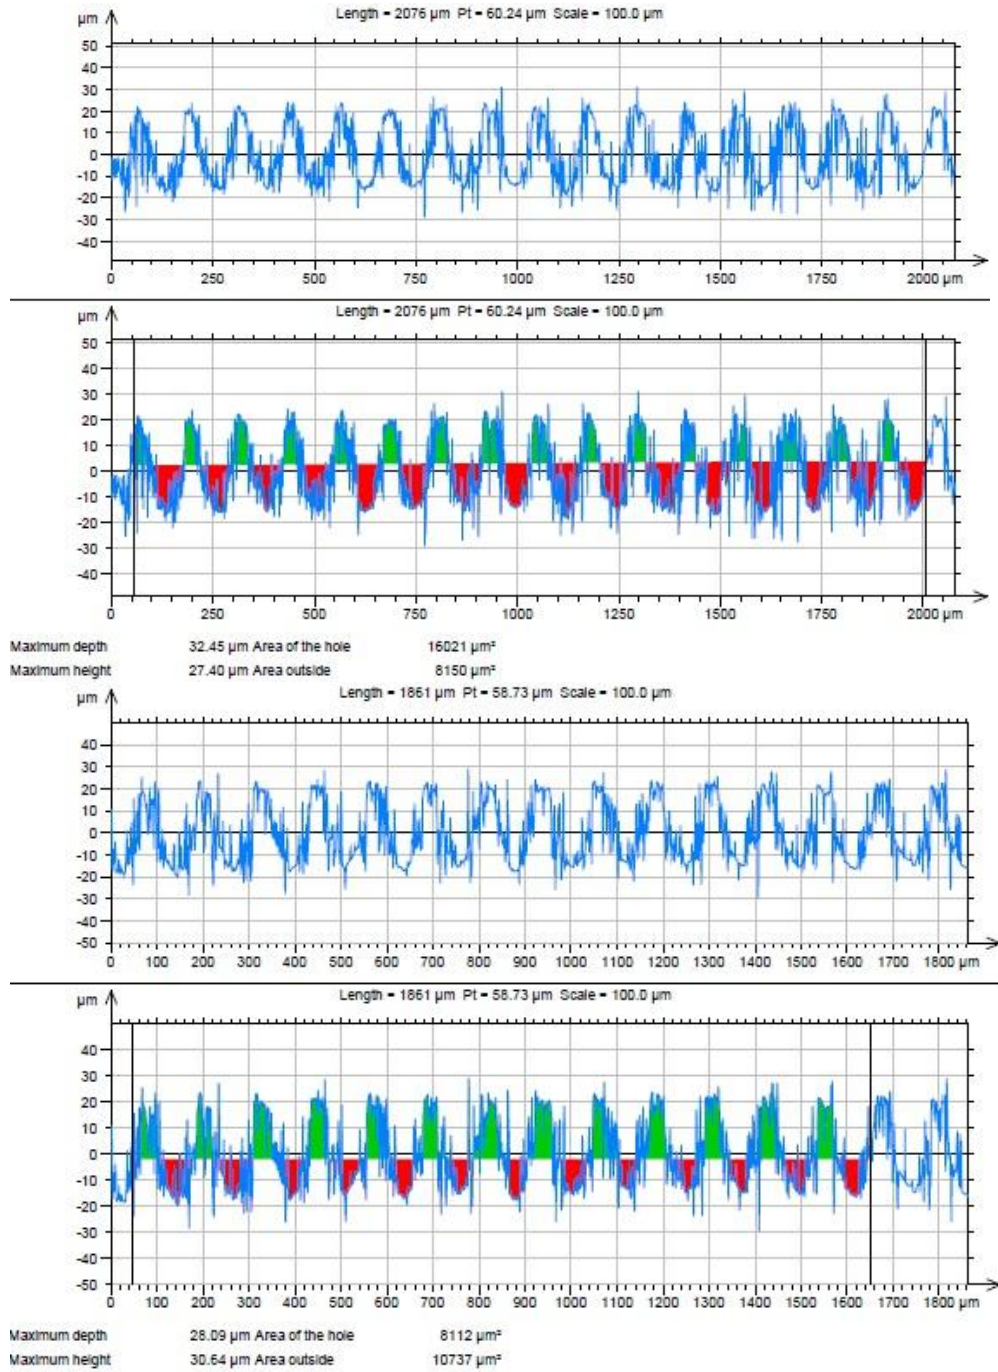 Length = 2076 µm Pt = 60.24 µm Scale = 100.0 µm
µm
50
40
30
20
10
0
-10
-20
-30
-40
0 250 500 750 1000 1250 1500 1750 2000 µm
Length = 2076 µm Pt = 60.24 µm Scale = 100.0 µm
µm
50
40
30
20
10
0
-10
-20
-30
-40
0 250 500 750 1000 1250 1500 1750 2000 µm
Maximum depth 32.45 µm Area of the hole 16021 µm²
Maximum height 27.40 µm Area outside 8150 µm²
Length = 1861 µm Pt = 58.73 µm Scale = 100.0 µm
µm
40
30
20
10
0
-10
-20
-30
-40
-50
0 100 200 300 400 500 600 700 800 900 1000 1100 1200 1300 1400 1500 1600 1700 1800 µm
Length = 1861 µm Pt = 58.73 µm Scale = 100.0 µm
µm
40
30
20
10
0
-10
-20
-30
-40
-50
0 100 200 300 400 500 600 700 800 900 1000 1100 1200 1300 1400 1500 1600 1700 1800 µm
Maximum depth 28.09 µm Area of the hole 8112 µm²
Maximum height 30.64 µm Area outside 10737 µm²